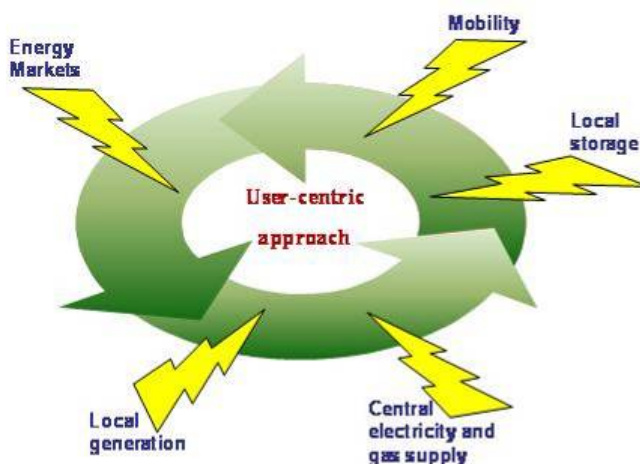 Energy
Markets
Mobility
Local
storage
User-centric
approach
Local
generation
Central
electricity and
gas supply